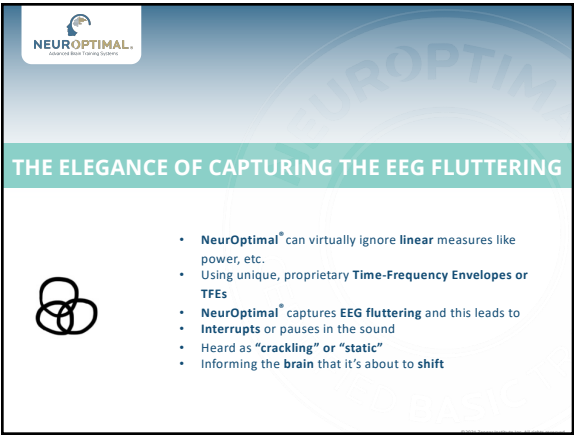 NEUROPTIMAL®
Advanced Brain Training Systems
NEUROPTIMAL
THE ELEGANCE OF CAPTURING THE EEG FLUTTERING
• NeurOptimal® can virtually ignore linear measures like
power, etc.
• Using unique, proprietary Time-Frequency Envelopes or
TFEs
• NeurOptimal® captures EEG fluttering and this leads to
• Interrupts or pauses in the sound
• Heard as “crackling” or “static”
• Informing the brain that it’s about to shift